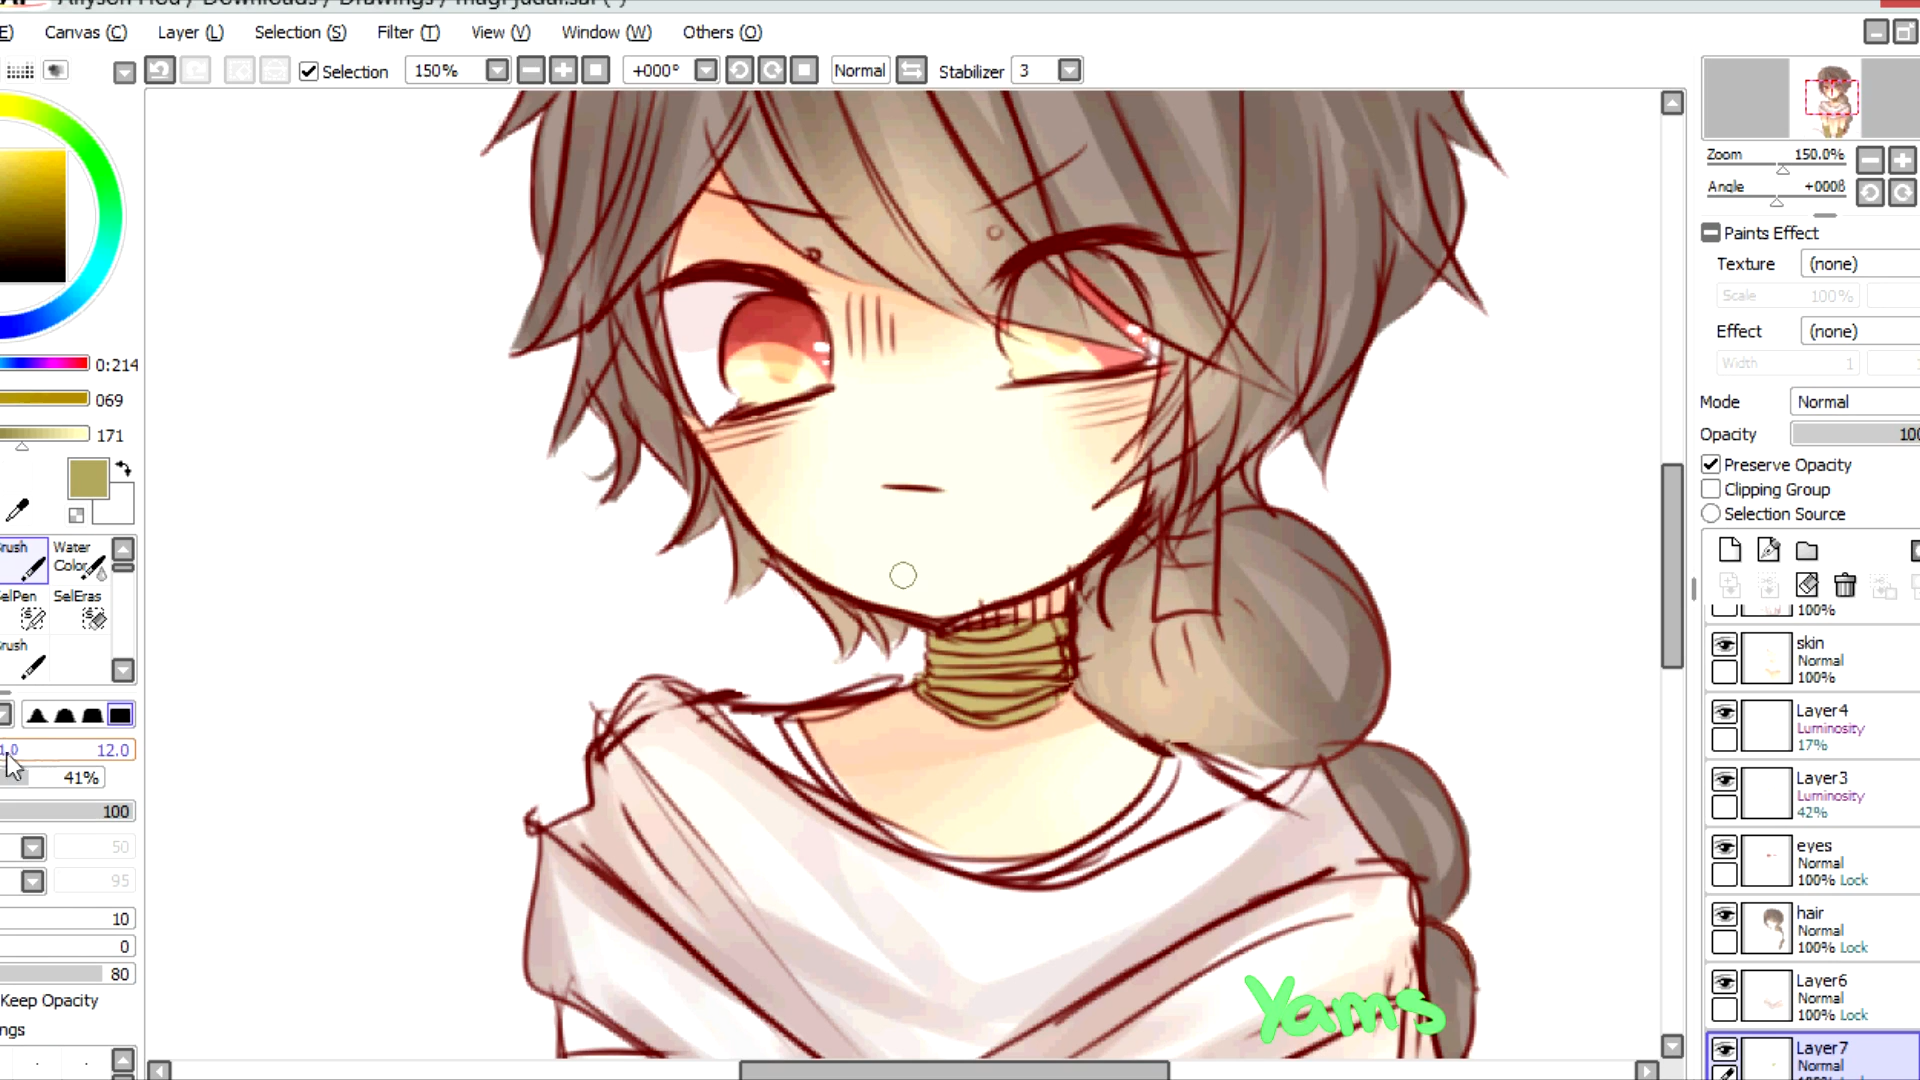 Canvas (C) Layer (L) Selection (S) Filter (T) View (V) Window (W) Others (O)
Selection 150% +000° Normal Stabilizer 3
Zoom 150.0%
Angle +000ß
Paints Effect
Texture (none)
Scale 100%
Effect (none)
Width 1
Mode Normal
Opacity 100
Preserve Opacity
Clipping Group
Selection Source
100%
skin
Normal
100%
Layer4
Luminosity
17%
Layer3
Luminosity
42%
eyes
Normal
100% Lock
hair
Normal
100% Lock
Layer6
Normal
100% Lock
Layer7
Normal
0:214
069
171
rush Water
Color
elPen SelEras
rush
1.0 12.0
41%
100
50
95
10
0
80
Keep Opacity
ngs
Yams